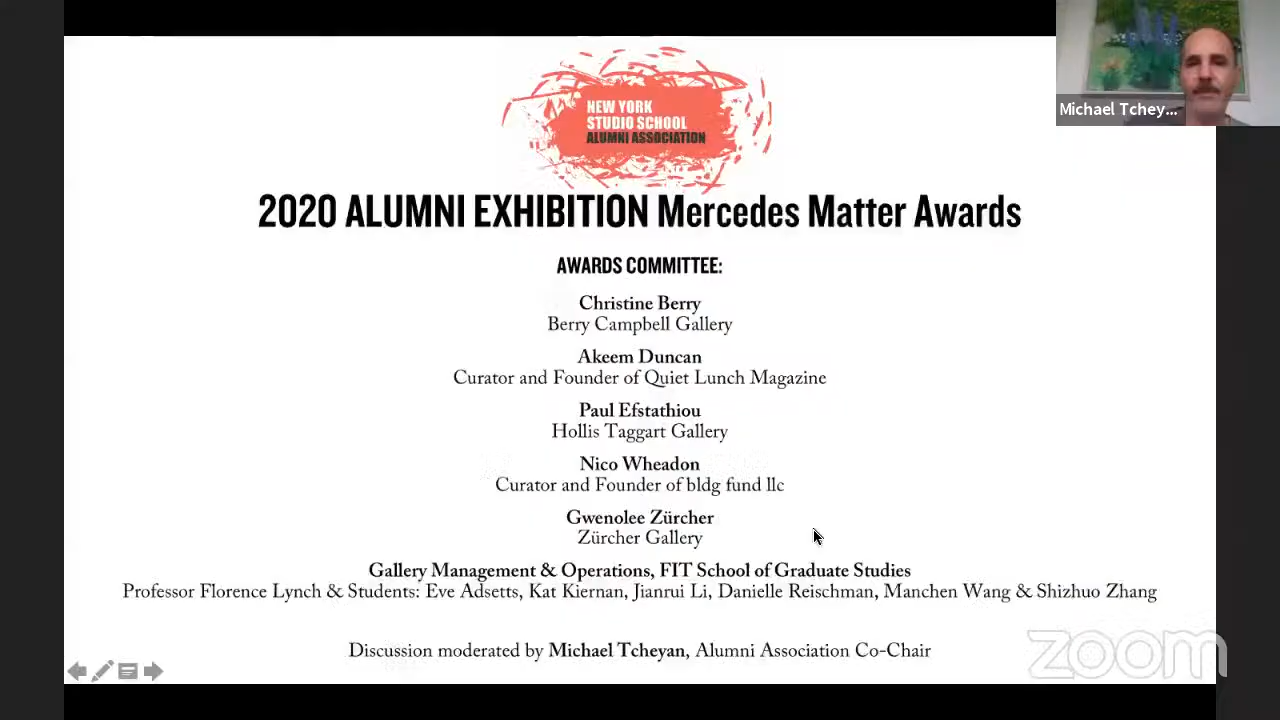 NEW YORK
STUDIO SCHOOL
ALUMNI ASSOCIATION
Michael Tchey...
2020 ALUMNI EXHIBITION Mercedes Matter Awards
AWARDS COMMITTEE:
Christine Berry
Berry Campbell Gallery
Akeem Duncan
Curator and Founder of Quiet Lunch Magazine
Paul Efstathiou
Hollis Taggart Gallery
Nico Wheadon
Curator and Founder of bldg fund llc
Gwenolee Zürcher
Zürcher Gallery
Gallery Management & Operations, FIT School of Graduate Studies
Professor Florence Lynch & Students: Eve Adsetts, Kat Kiernan, Jianrui Li, Danielle Reischman, Manchen Wang & Shizhuo Zhang
Discussion moderated by Michael Tcheyan, Alumni Association Co-Chair
zoom